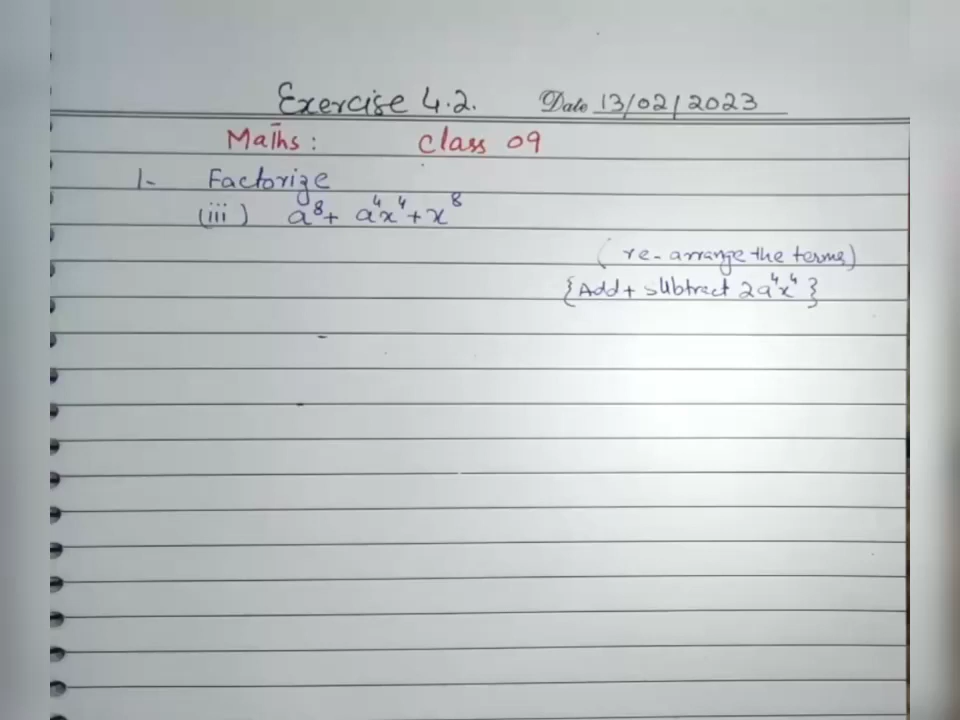 Exercise 4.2. Date 13/02/2023
Maths: Class 09
1- Factorize
(iii) a⁸+ a⁴x⁴+x⁸
(re-arrange the terms)
{Add+ subtract 2a⁴x⁴}